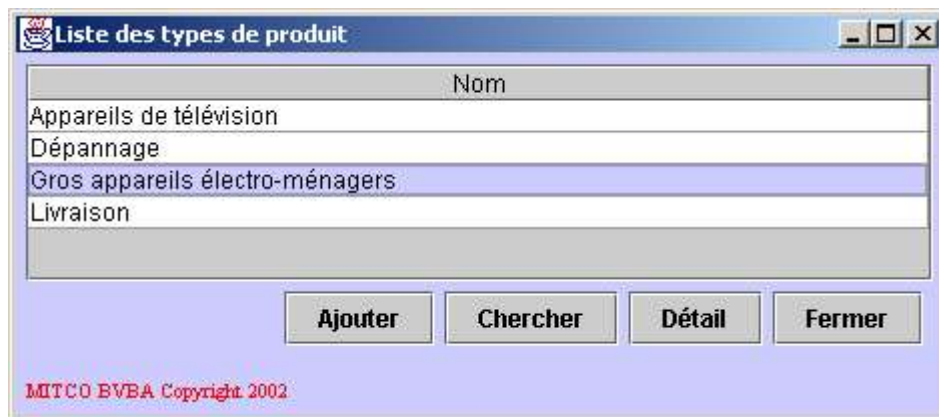 Liste des types de produit
Nom
Appareils de télévision
Dépannage
Gros appareils électro-ménagers
Livraison
Ajouter Chercher Détail Fermer
MITCO BVBA Copyright 2002